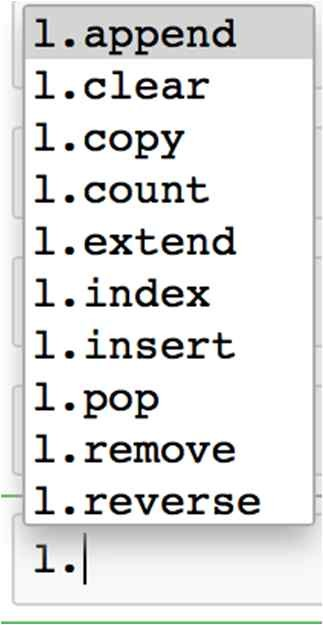 l.append
l.clear
l.copy
l.count
l.extend
l.index
l.insert
l.pop
l.remove
l.reverse
l.